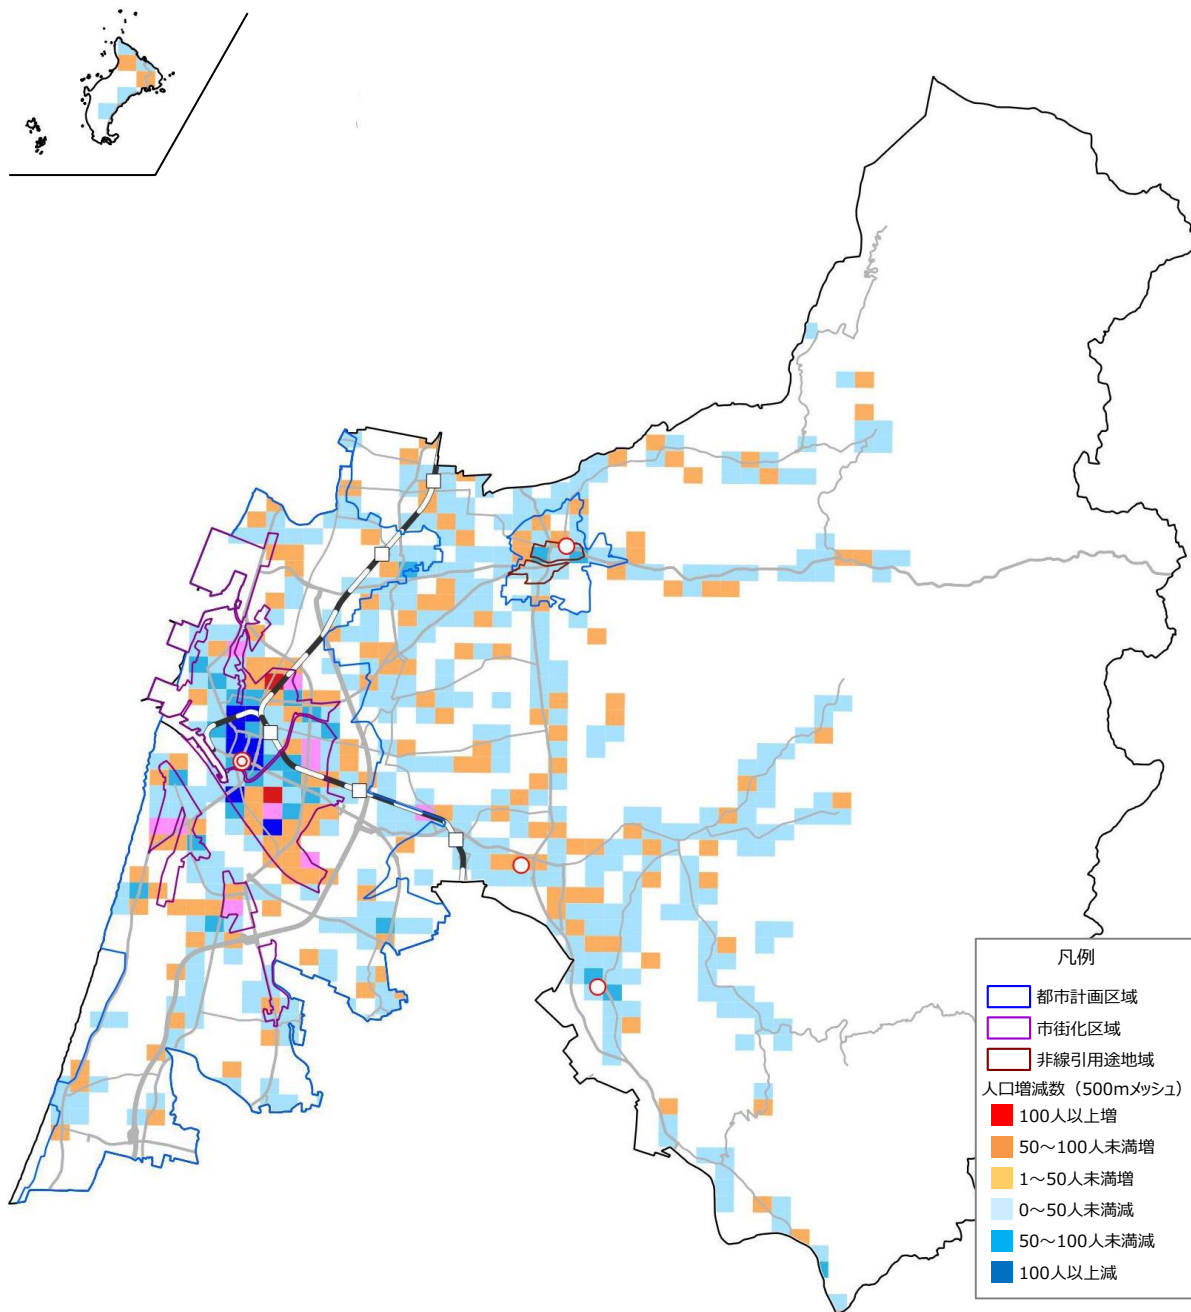 凡例
都市計画区域
市街化区域
非線引用途地域
人口増減数（500mメッシュ）
100人以上増
50～100人未満増
1～50人未満増
0～50人未満減
50～100人未満減
100人以上減